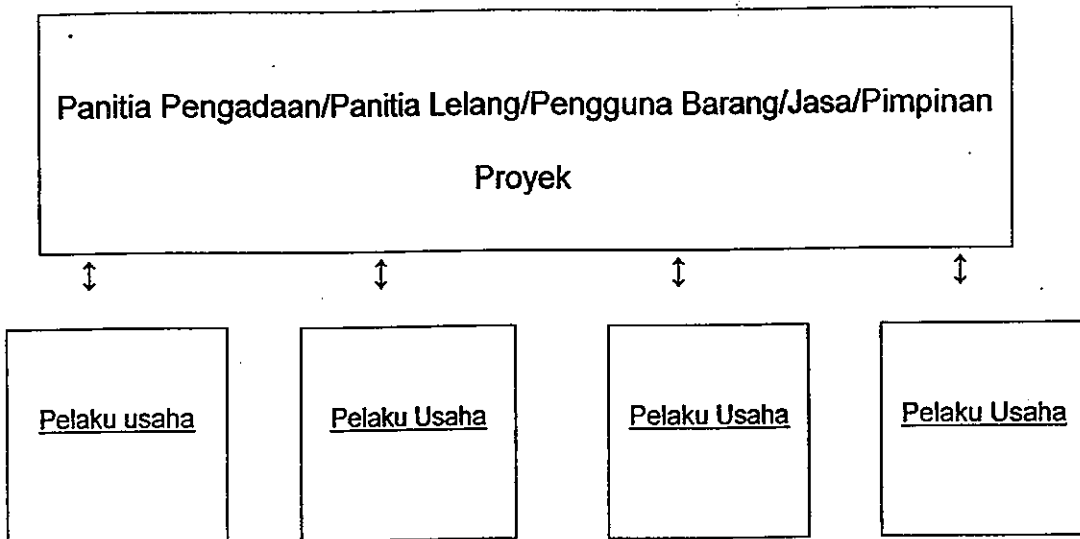 Panitia Pengadaan/Panitia Lelang/Pengguna Barang/Jasa/Pimpinan
Proyek
↕ ↕ ↕ ↕
Pelaku usaha Pelaku Usaha Pelaku Usaha Pelaku Usaha